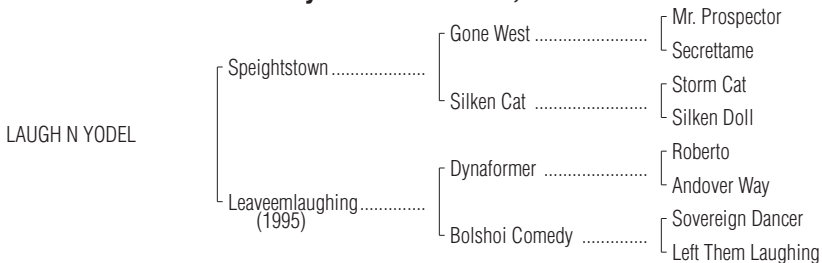 Mr. Prospector
Gone West ........................
Secrettame
Speightstown ....................
Storm Cat
Silken Cat ........................
Silken Doll
LAUGH N YODEL
Roberto
Dynaformer ......................
Andover Way
Leaveemlaughing..............
(1995)
Sovereign Dancer
Bolshoi Comedy ..............
Left Them Laughing